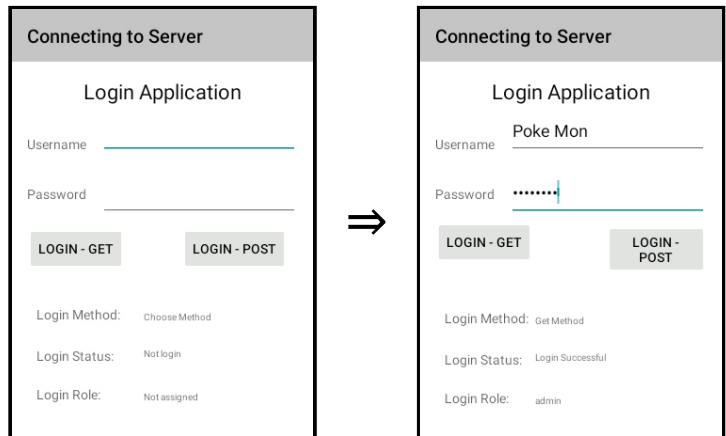 Connecting to Server
Login Application
Username
Password
LOGIN - GET LOGIN - POST
Login Method: Choose Method
Login Status: Not login
Login Role: Not assigned
⇒
Connecting to Server
Login Application
Username Poke Mon
Password ••••••••
LOGIN - GET LOGIN -
POST
Login Method: Get Method
Login Status: Login Successful
Login Role: admin